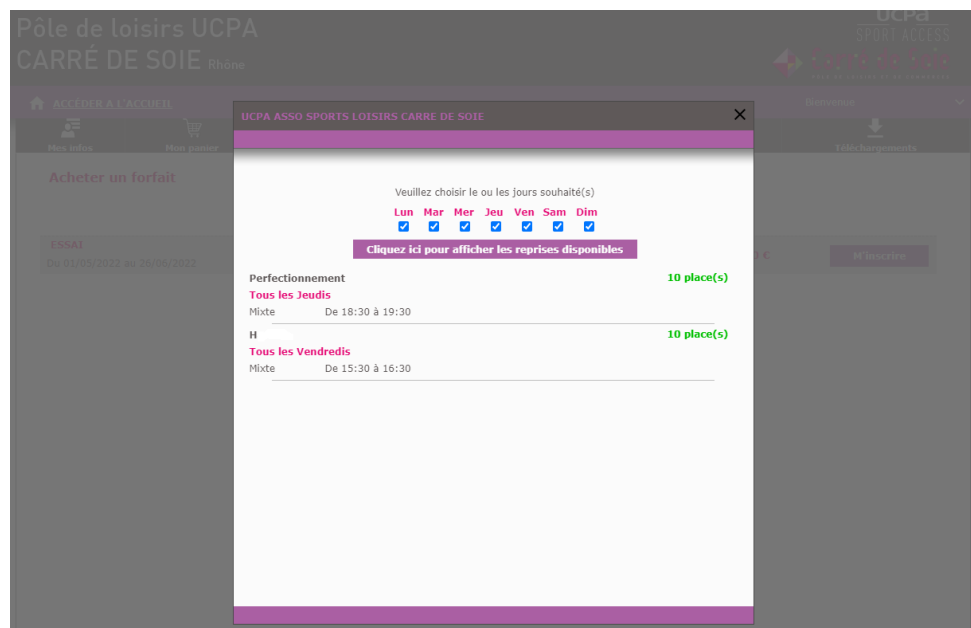 Pôle de loisirs UCPA
CARRÉ DE SOIE Rhône
UCPA
SPORT ACCESS
Carré de Soie
ACCÉDER A L'ACCUEIL
Bienvenue
Mes infos
Mon panier
Téléchargements
UCPA ASSO SPORTS LOISIRS CARRE DE SOIE
Acheter un forfait
ESSAI
De 01/05/2022 au 26/06/2022
€
M'inscrire
Veuillez choisir le ou les jours souhaité(s)
Lun Mar Mer Jeu Ven Sam Dim
Cliquez ici pour afficher les reprises disponibles
Perfectionnement 10 place(s)
Tous les Jeudis
Mixte De 18:30 à 19:30
H 10 place(s)
Tous les Vendredis
Mixte De 15:30 à 16:30